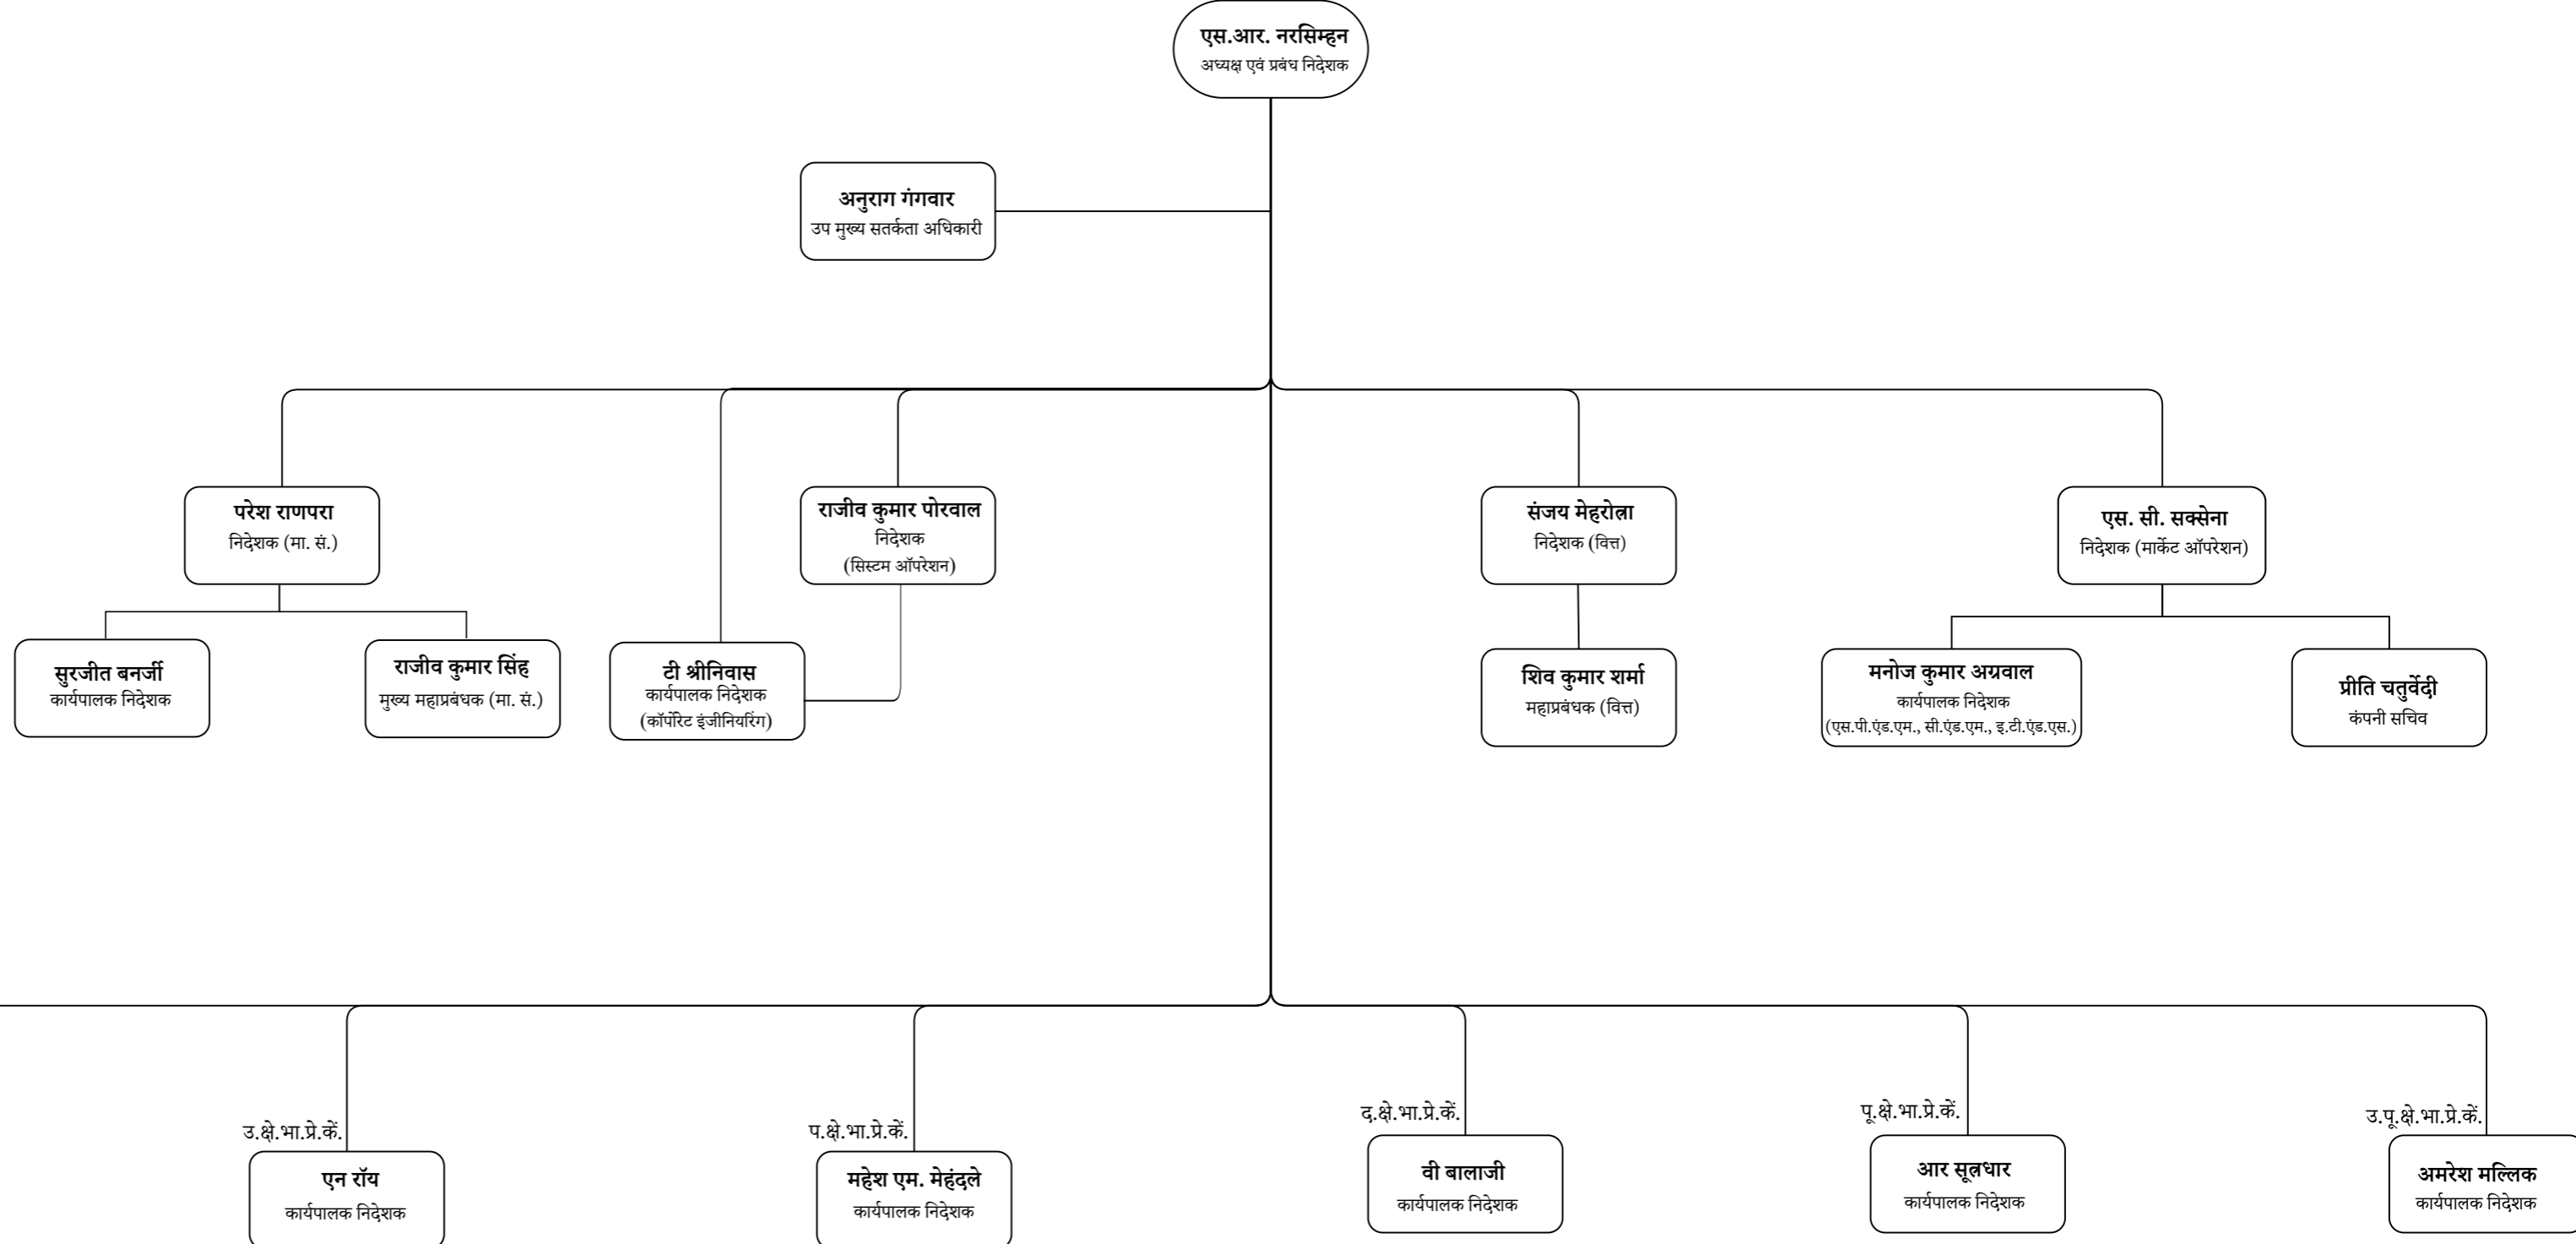 एस.आर. नरसिम्हन
अध्यक्ष एवं प्रबंध निदेशक
अनुराग गंगवार
उप मुख्य सतर्कता अधिकारी
परेश राणपरा
निदेशक (मा. सं.)
राजीव कुमार पोरवाल
निदेशक
(सिस्टम ऑपरेशन)
संजय मेहरोत्रा
निदेशक (वित्त)
एस. सी. सक्सेना
निदेशक (मार्केट ऑपरेशन)
सुरजीत बनर्जी
कार्यपालक निदेशक
राजीव कुमार सिंह
मुख्य महाप्रबंधक (मा. सं.)
टी श्रीनिवास
कार्यपालक निदेशक
(कॉर्पोरेट इंजीनियरिंग)
शिव कुमार शर्मा
महाप्रबंधक (वित्त)
मनोज कुमार अग्रवाल
कार्यपालक निदेशक
(एस.पी.एंड.एम., सी.एंड.एम., इ.टी.एंड.एस.)
प्रीति चतुर्वेदी
कंपनी सचिव
उ.क्षे.भा.प्रे.कें.
एन रॉय
कार्यपालक निदेशक
प.क्षे.भा.प्रे.कें.
महेश एम. मेहंदले
कार्यपालक निदेशक
द.क्षे.भा.प्रे.कें.
वी बालाजी
कार्यपालक निदेशक
पू.क्षे.भा.प्रे.कें.
आर सूत्रधार
कार्यपालक निदेशक
उ.पू.क्षे.भा.प्रे.कें.
अमरेश मल्लिक
कार्यपालक निदेशक